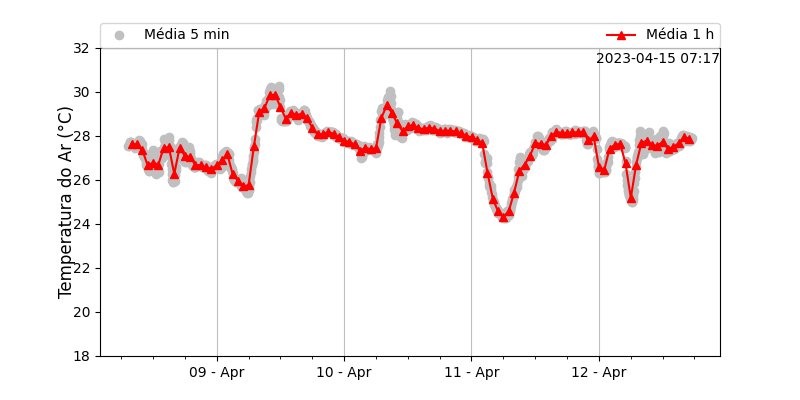 Média 5 min
Média 1 h
2023-04-15 07:17
Temperatura do Ar (°C)
32
30
28
26
24
22
20
18
09 - Apr
10 - Apr
11 - Apr
12 - Apr